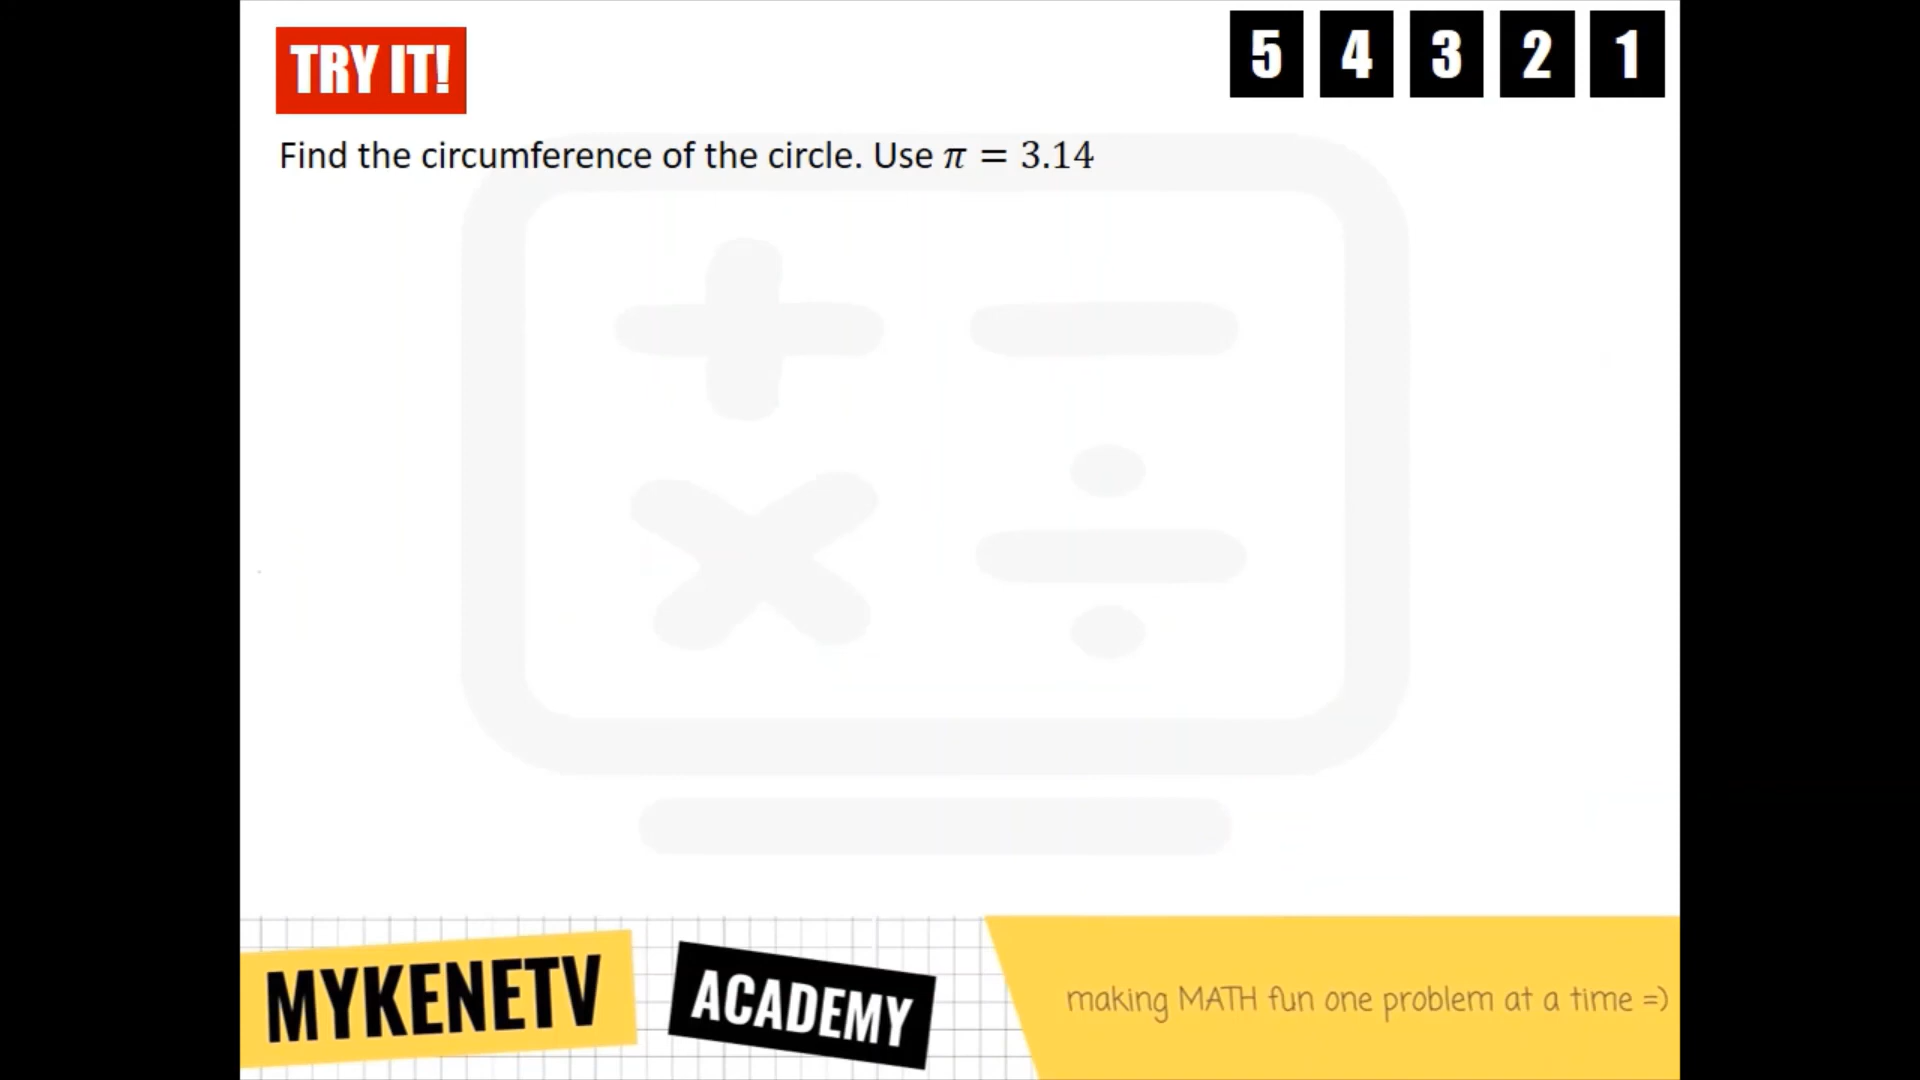 TRY IT!
5 4 3 2 1
Find the circumference of the circle. Use π = 3.14
MYKENETV
ACADEMY
making MATH fun one problem at a time =)